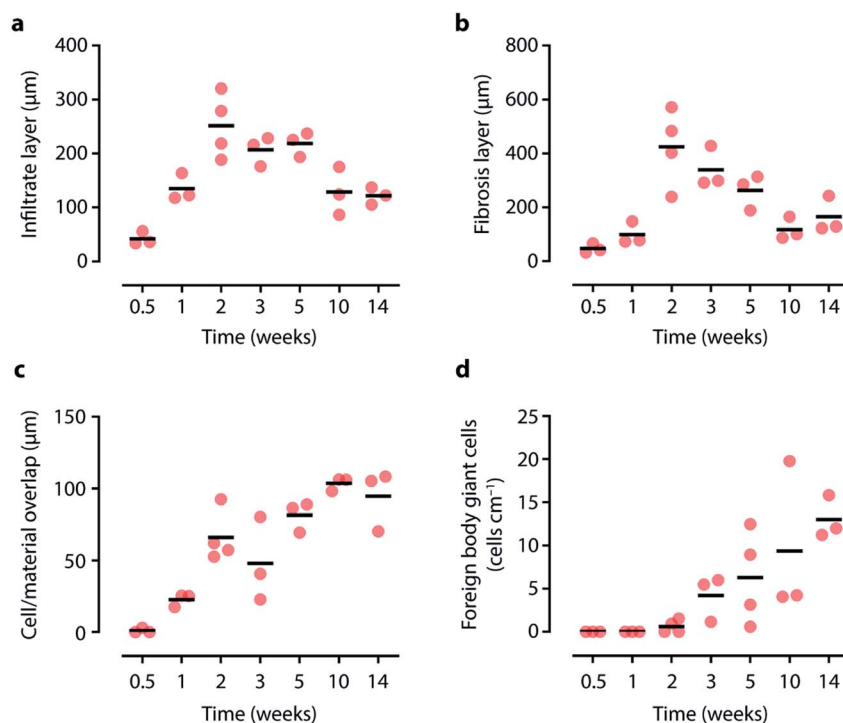 a
Infiltrate layer (µm)
400
300
200
100
0
0.5 1 2 3 5 10 14
Time (weeks)
b
Fibrosis layer (µm)
800
600
400
200
0
0.5 1 2 3 5 10 14
Time (weeks)
c
Cell/material overlap (µm)
150
100
50
0
0.5 1 2 3 5 10 14
Time (weeks)
d
Foreign body giant cells
(cells cm⁻¹)
25
20
15
10
5
0
0.5 1 2 3 5 10 14
Time (weeks)